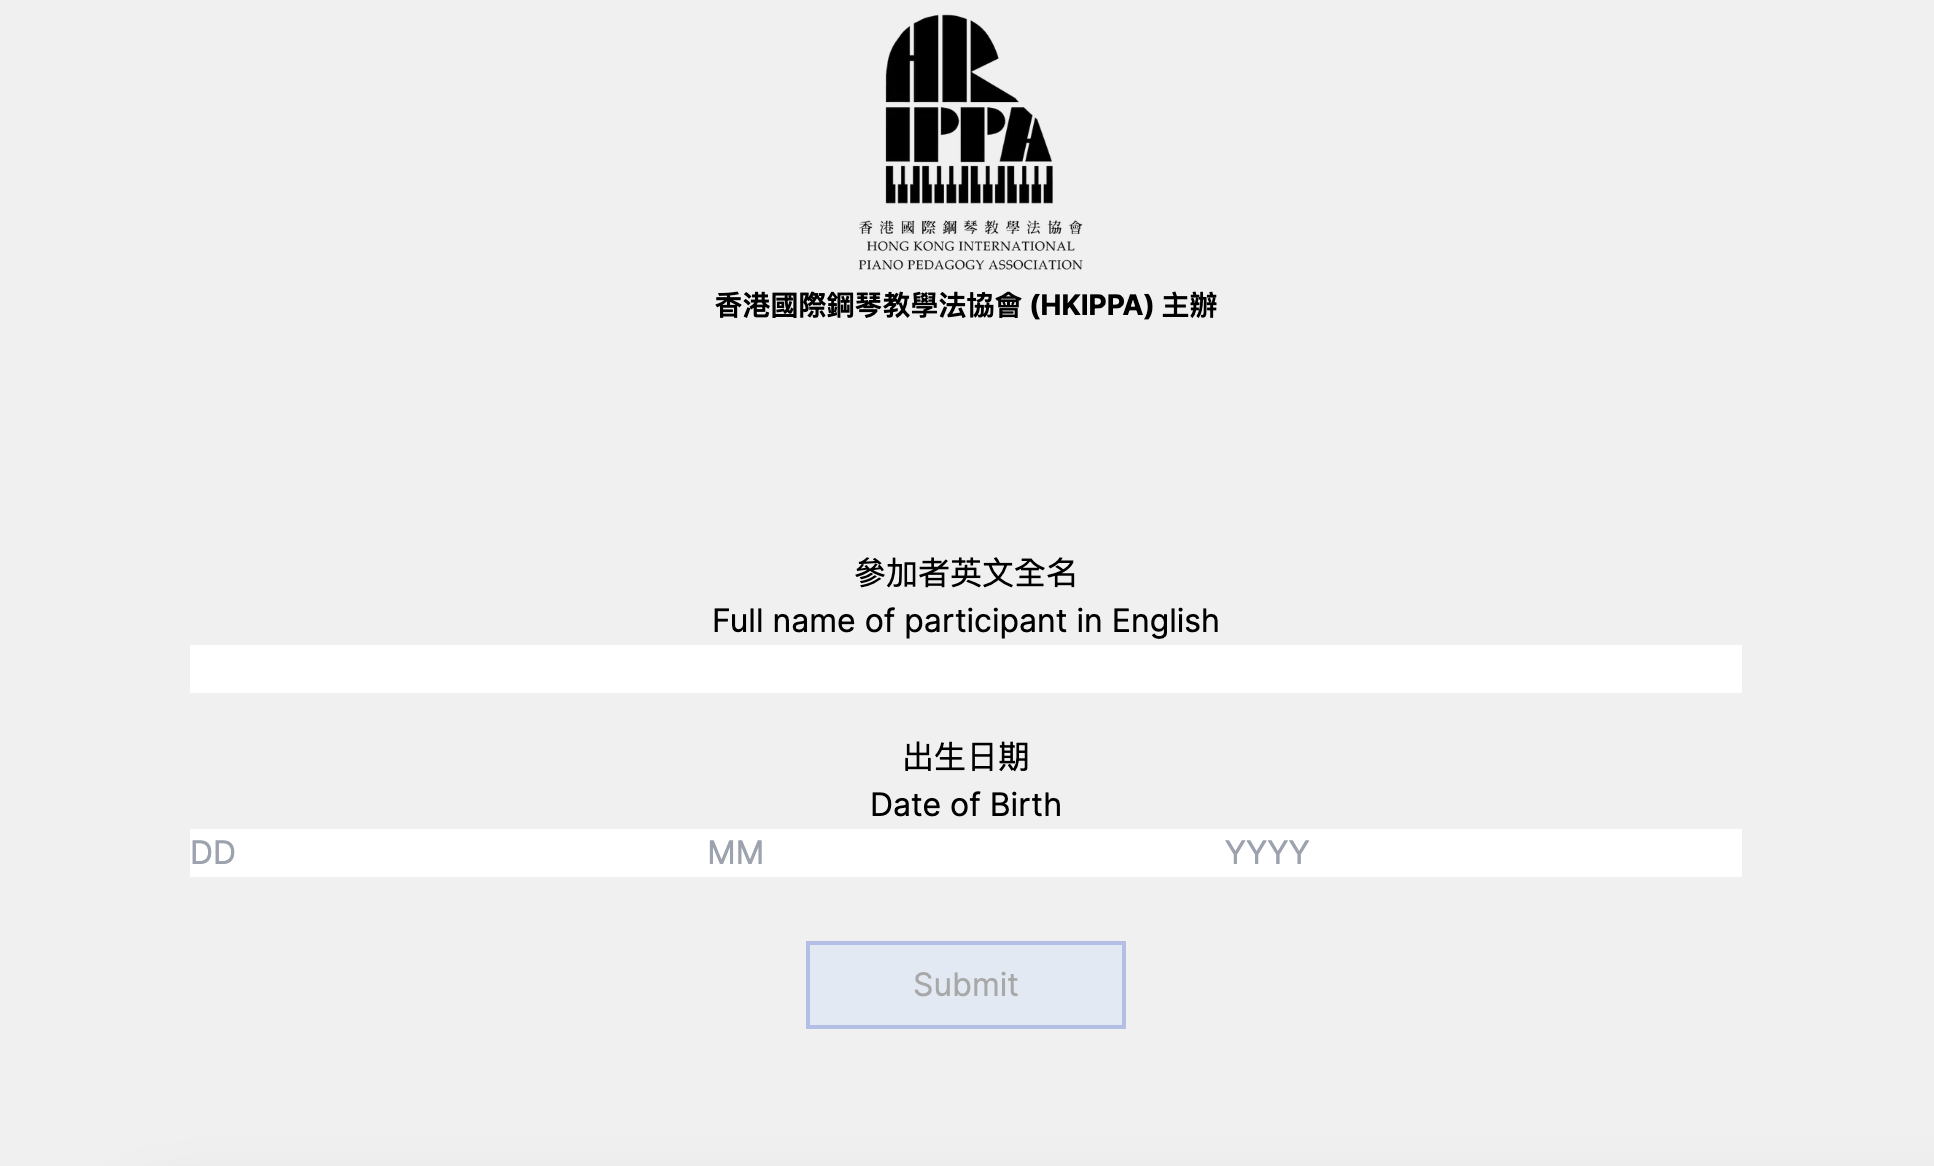 HK
IPPA
香港國際鋼琴教學法協會
HONG KONG INTERNATIONAL
PIANO PEDAGOGY ASSOCIATION
香港國際鋼琴教學法協會 (HKIPPA) 主辦
參加者英文全名
Full name of participant in English
出生日期
Date of Birth
DD MM YYYY
Submit